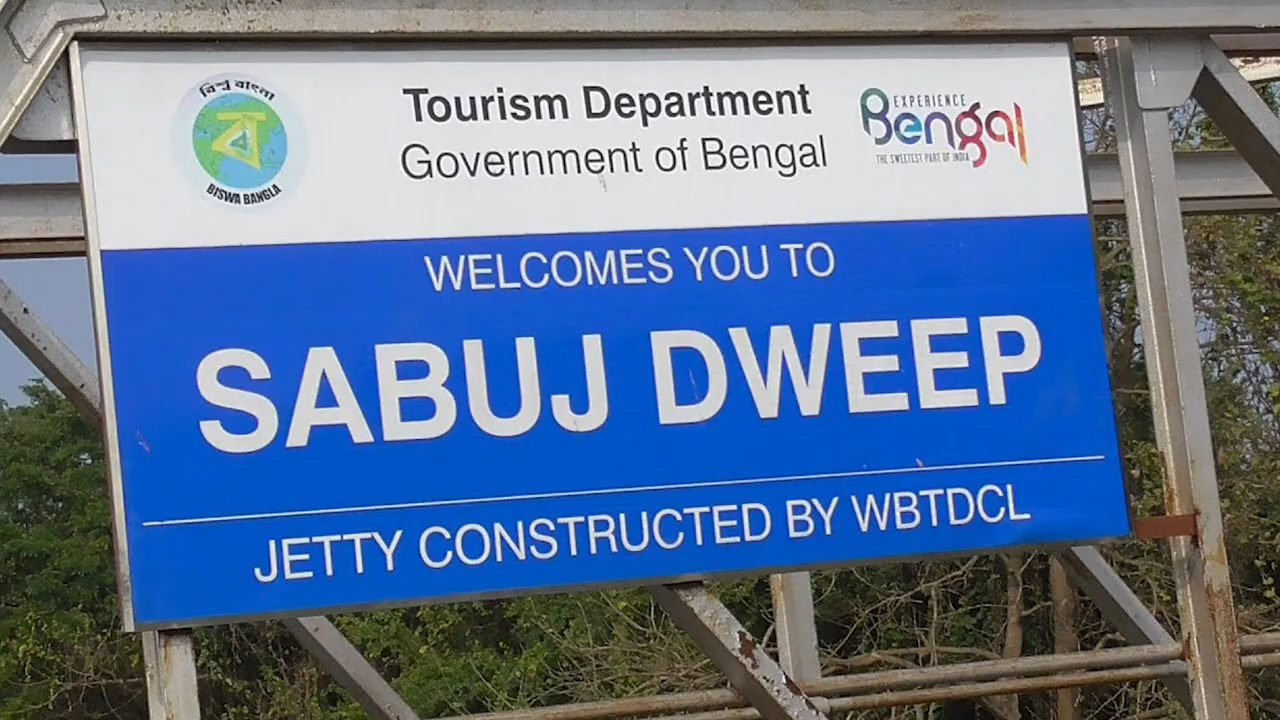 বিশ্ব বাংলা
ব
BISWA BANGLA
Tourism Department
Government of Bengal
EXPERIENCE
Bengal
THE SWEETEST PART OF INDIA
WELCOMES YOU TO
SABUJ DWEEP
JETTY CONSTRUCTED BY WBTDCL